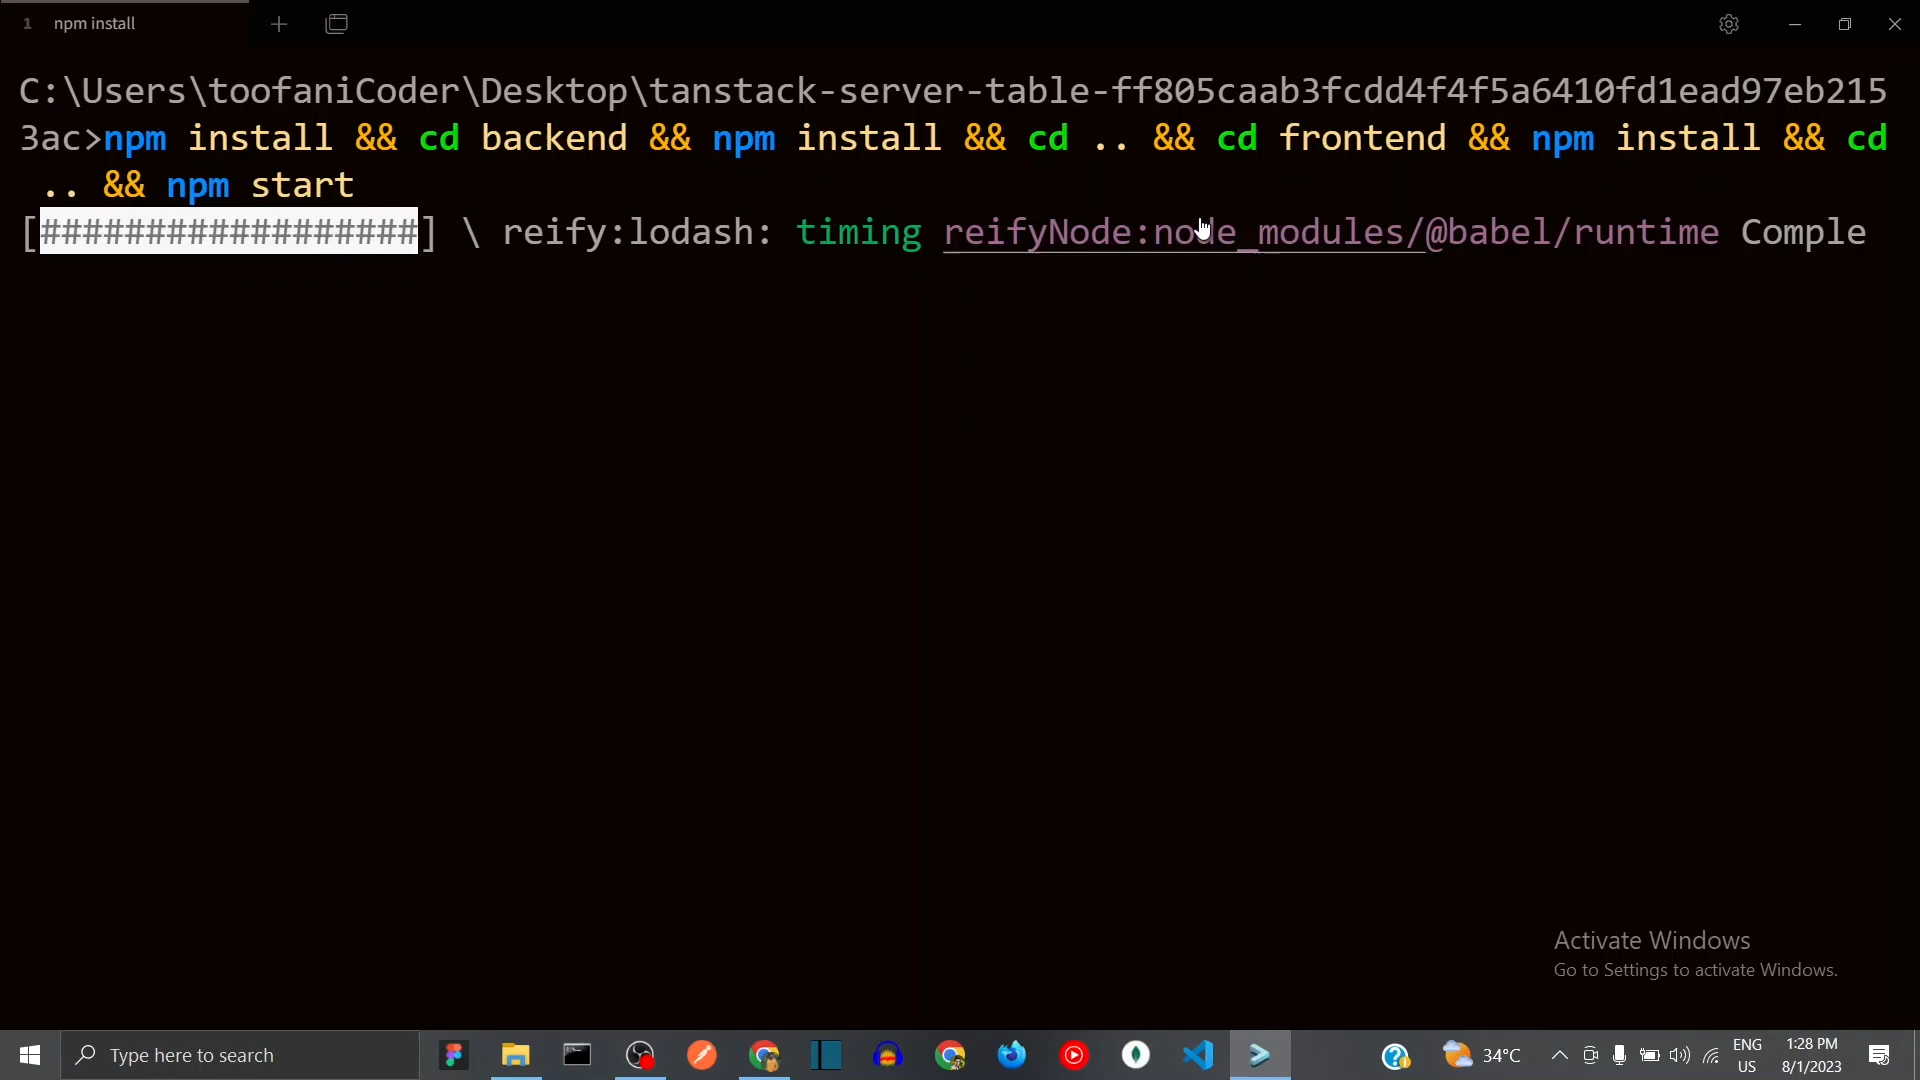 1 npm install
C:\Users\toofaniCoder\Desktop\tanstack-server-table-ff805caab3fcdd4f4f5a6410fd1ead97eb215
3ac>npm install && cd backend && npm install && cd .. && cd frontend && npm install && cd
.. && npm start
[##################] \ reify:lodash: timing reifyNode:node_modules/@babel/runtime Comple
Activate Windows
Go to Settings to activate Windows.
Type here to search
34°C
ENG
US
1:28 PM
8/1/2023